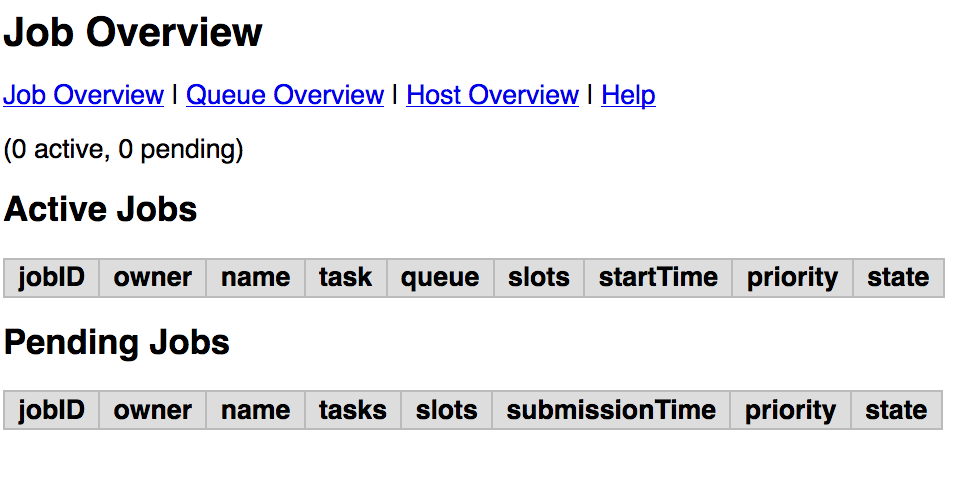 Job Overview
Job Overview | Queue Overview | Host Overview | Help
(0 active, 0 pending)
Active Jobs
jobID owner name task queue slots startTime priority state
Pending Jobs
jobID owner name tasks slots submissionTime priority state